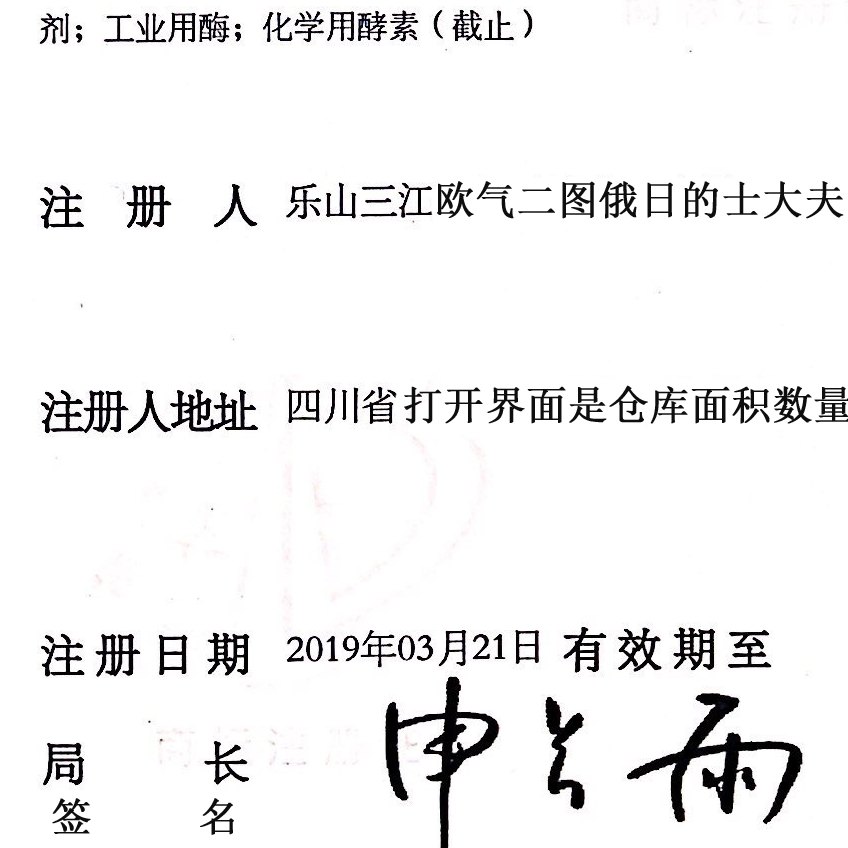 剂；工业用酶；化学用酵素（截止）
注册人 乐山三江欧气二图俄日的士大夫
注册人地址 四川省打开界面是仓库面积数量
注册日期 2019年03月21日 有效期至
局长
签名